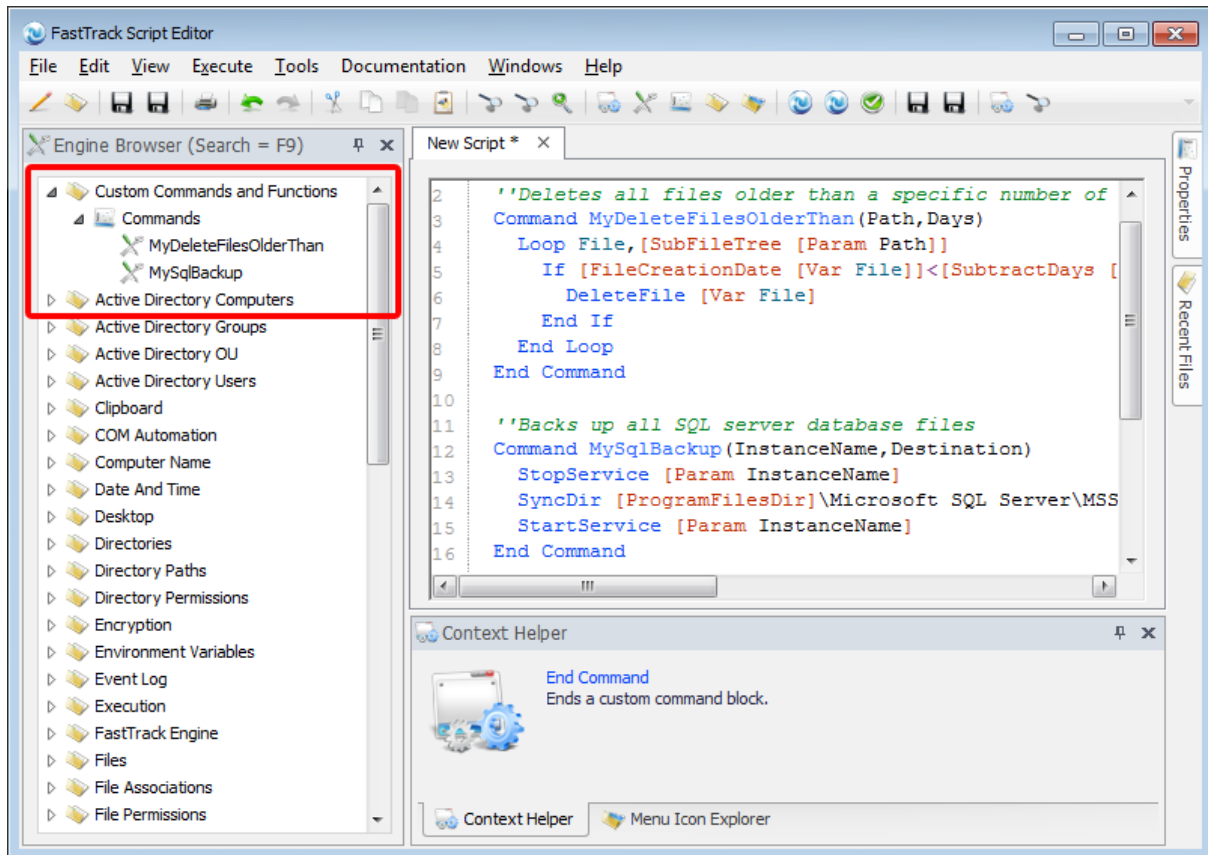 FastTrack Script Editor
File Edit View Execute Tools Documentation Windows Help
Engine Browser (Search = F9)
Custom Commands and Functions
Commands
MyDeleteFilesOlderThan
MySqlBackup
Active Directory Computers
Active Directory Groups
Active Directory OU
Active Directory Users
Clipboard
COM Automation
Computer Name
Date And Time
Desktop
Directories
Directory Paths
Directory Permissions
Encryption
Environment Variables
Event Log
Execution
FastTrack Engine
Files
File Associations
File Permissions
New Script *
2 ''Deletes all files older than a specific number of
3 Command MyDeleteFilesOlderThan(Path,Days)
4 Loop File,[SubFileTree [Param Path]]
5 If [FileCreationDate [Var File]]<[SubtractDays [
6 DeleteFile [Var File]
7 End If
8 End Loop
9 End Command
10
11 ''Backs up all SQL server database files
12 Command MySqlBackup(InstanceName,Destination)
13 StopService [Param InstanceName]
14 SyncDir [ProgramFilesDir]\Microsoft SQL Server\MSS
15 StartService [Param InstanceName]
16 End Command
Context Helper
End Command
Ends a custom command block.
Context Helper
Menu Icon Explorer
Properties
Recent Files